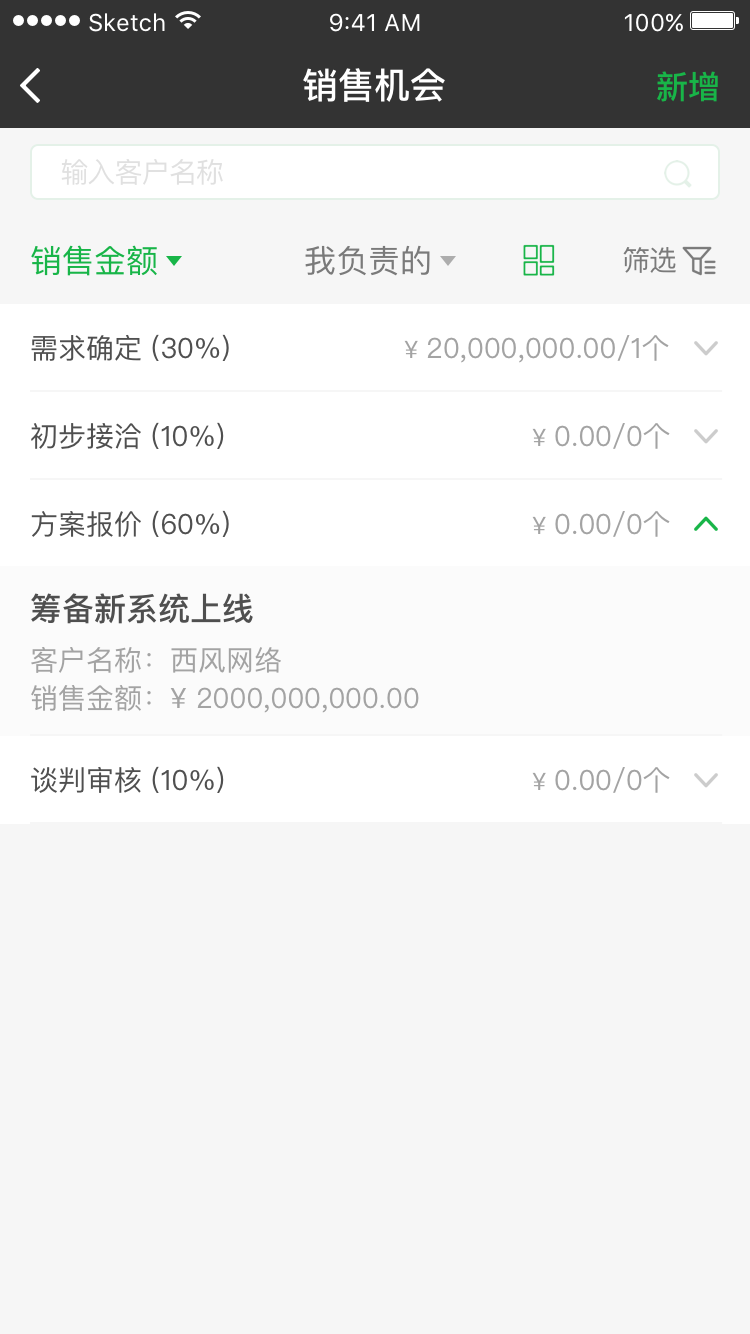 Sketch 9:41 AM 100%
销售机会 新增
输入客户名称
销售金额 我负责的 筛选
需求确定 (30%) ¥ 20,000,000.00/1个
初步接洽 (10%) ¥ 0.00/0个
方案报价 (60%) ¥ 0.00/0个
筹备新系统上线
客户名称：西风网络
销售金额：¥ 2000,000,000.00
谈判审核 (10%) ¥ 0.00/0个